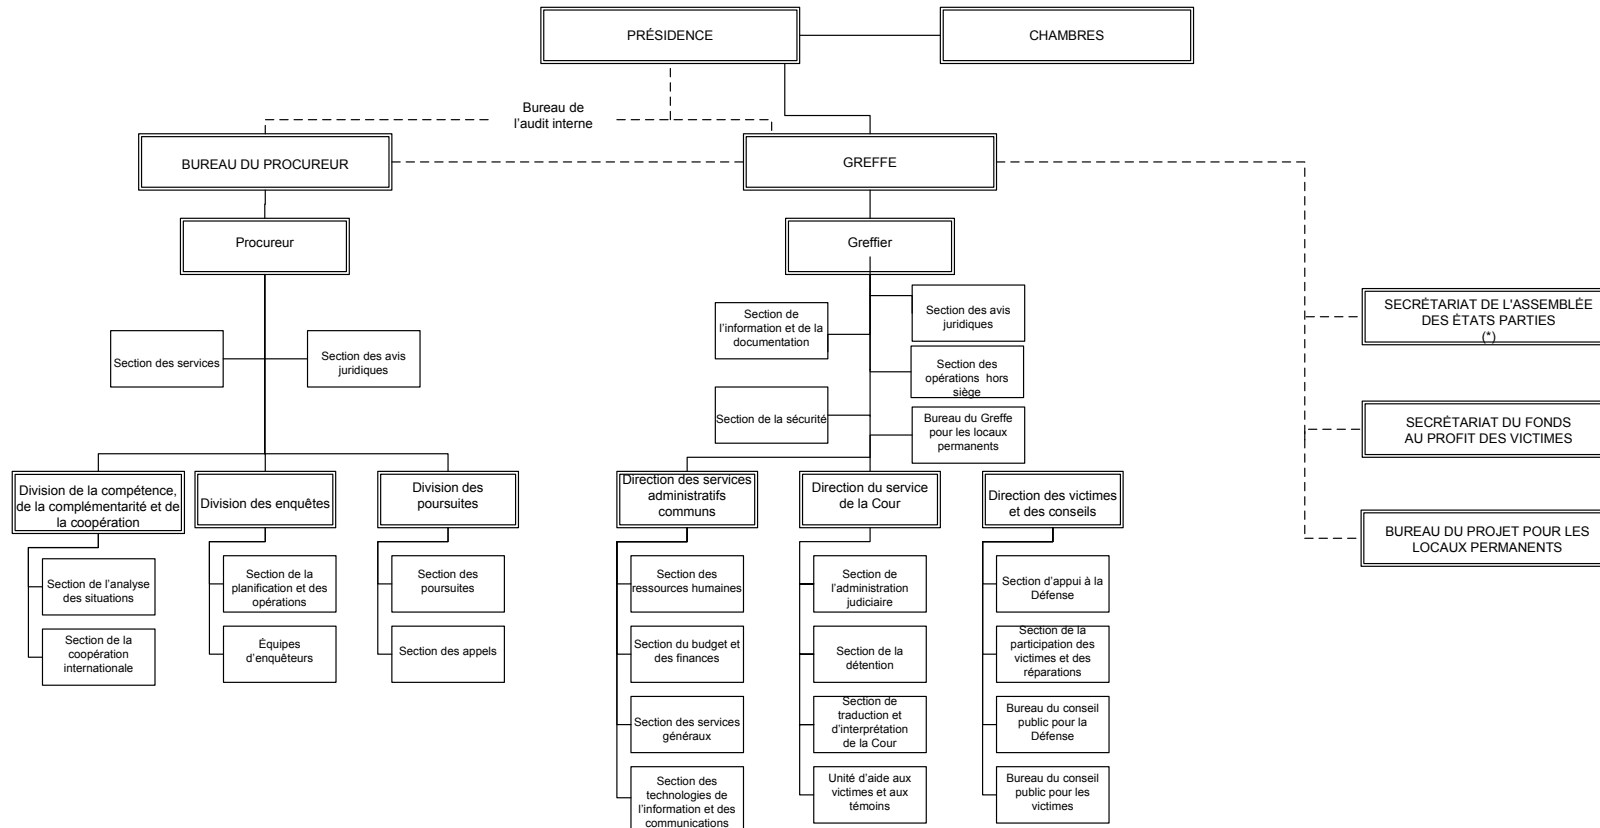 PRÉSIDENCE
CHAMBRES
Bureau de
l'audit interne
BUREAU DU PROCUREUR
GREFFE
Procureur
Greffier
Section des services
Section des avis
juridiques
Section de
l'information et de la
documentation
Section des avis
juridiques
Section des
opérations hors
siège
Section de la sécurité
Bureau du Greffe
pour les locaux
permanents
SECRÉTARIAT DE L'ASSEMBLÉE
DES ÉTATS PARTIES
(*)
SECRÉTARIAT DU FONDS
AU PROFIT DES VICTIMES
BUREAU DU PROJET POUR LES
LOCAUX PERMANENTS
Division de la compétence,
de la complémentarité et de
la coopération
Division des enquêtes
Division des
poursuites
Direction des services
administratifs
communs
Direction du service
de la Cour
Direction des victimes
et des conseils
Section de l'analyse
des situations
Section de la
coopération
internationale
Section de la
planification et des
opérations
Équipes
d'enquêteurs
Section des
poursuites
Section des appels
Section des
ressources humaines
Section du budget et
des finances
Section des services
généraux
Section des
technologies de
l'information et des
communications
Section de
l'administration
judiciaire
Section de la
détention
Section de
traduction et
d'interprétation
de la Cour
Unité d'aide aux
victimes et aux
témoins
Section d'appui à la
Défense
Section de la
participation des
victimes et des
réparations
Bureau du conseil
public pour la
Défense
Bureau du conseil
public pour les
victimes